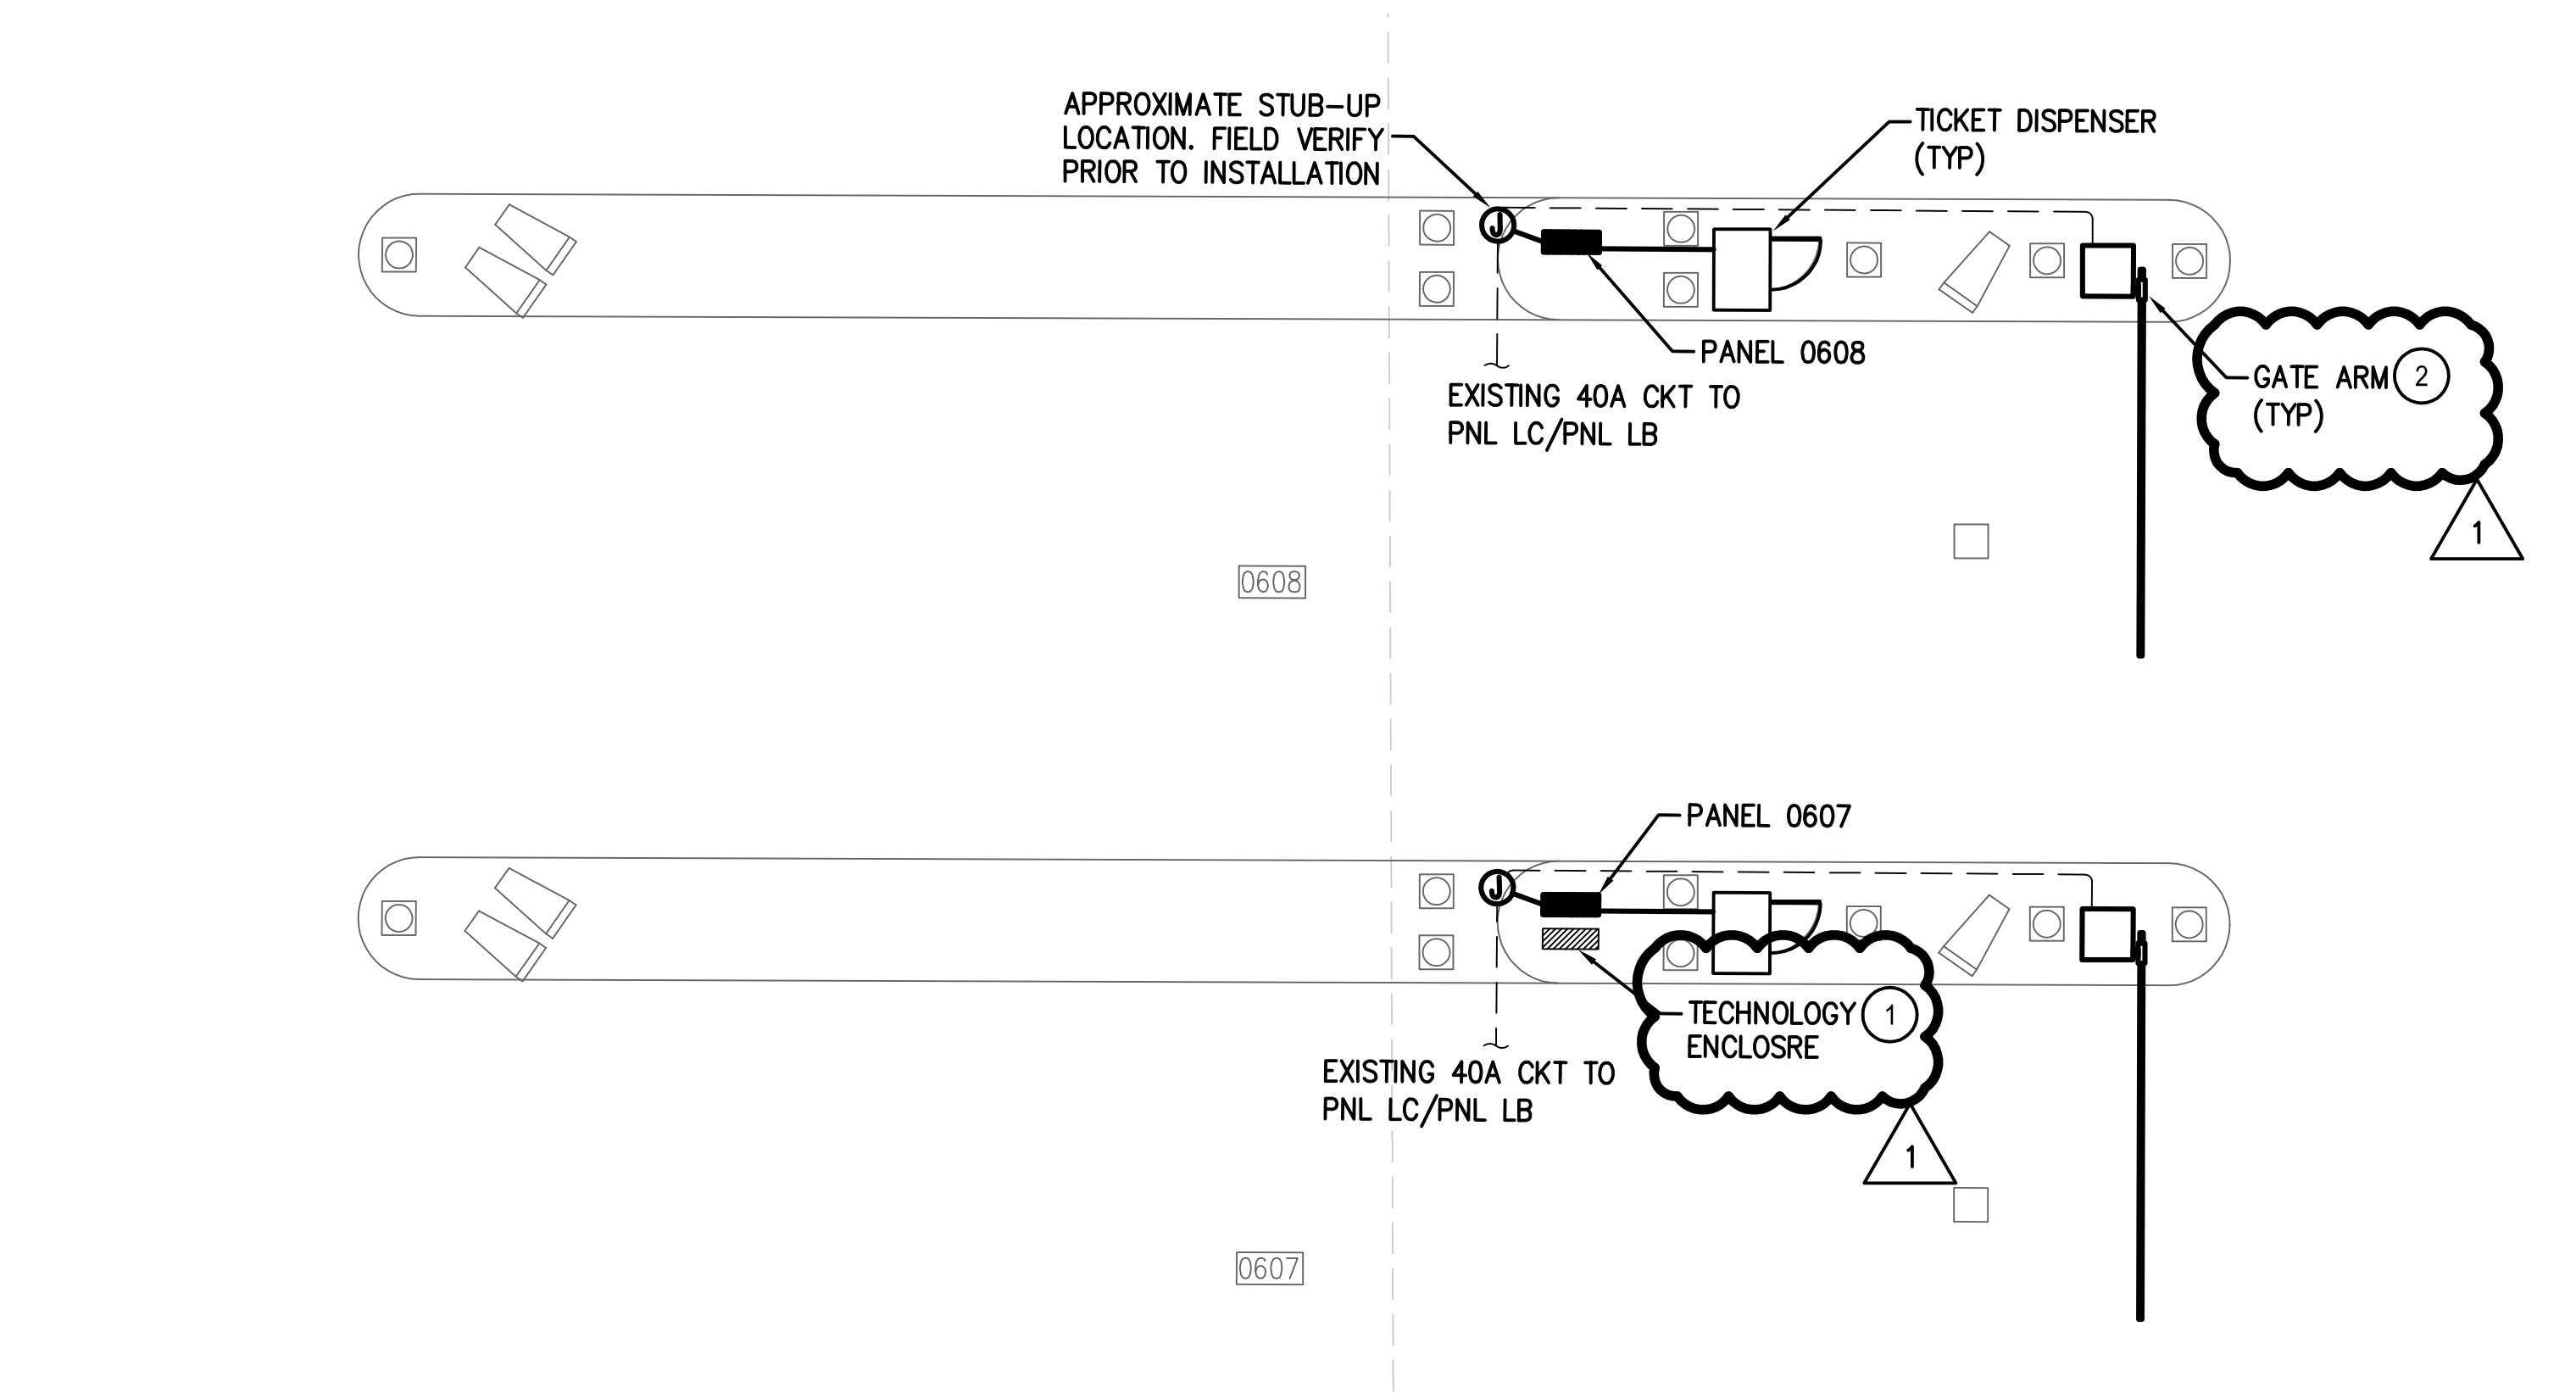 APPROXIMATE STUB-UP
LOCATION. FIELD VERIFY
PRIOR TO INSTALLATION
TICKET DISPENSER
(TYP)
J
PANEL 0608
EXISTING 40A CKT TO
PNL LC/PNL LB
GATE ARM 2
(TYP)
1
0608
PANEL 0607
J
TECHNOLOGY 1
ENCLOSRE
EXISTING 40A CKT TO
PNL LC/PNL LB
1
0607